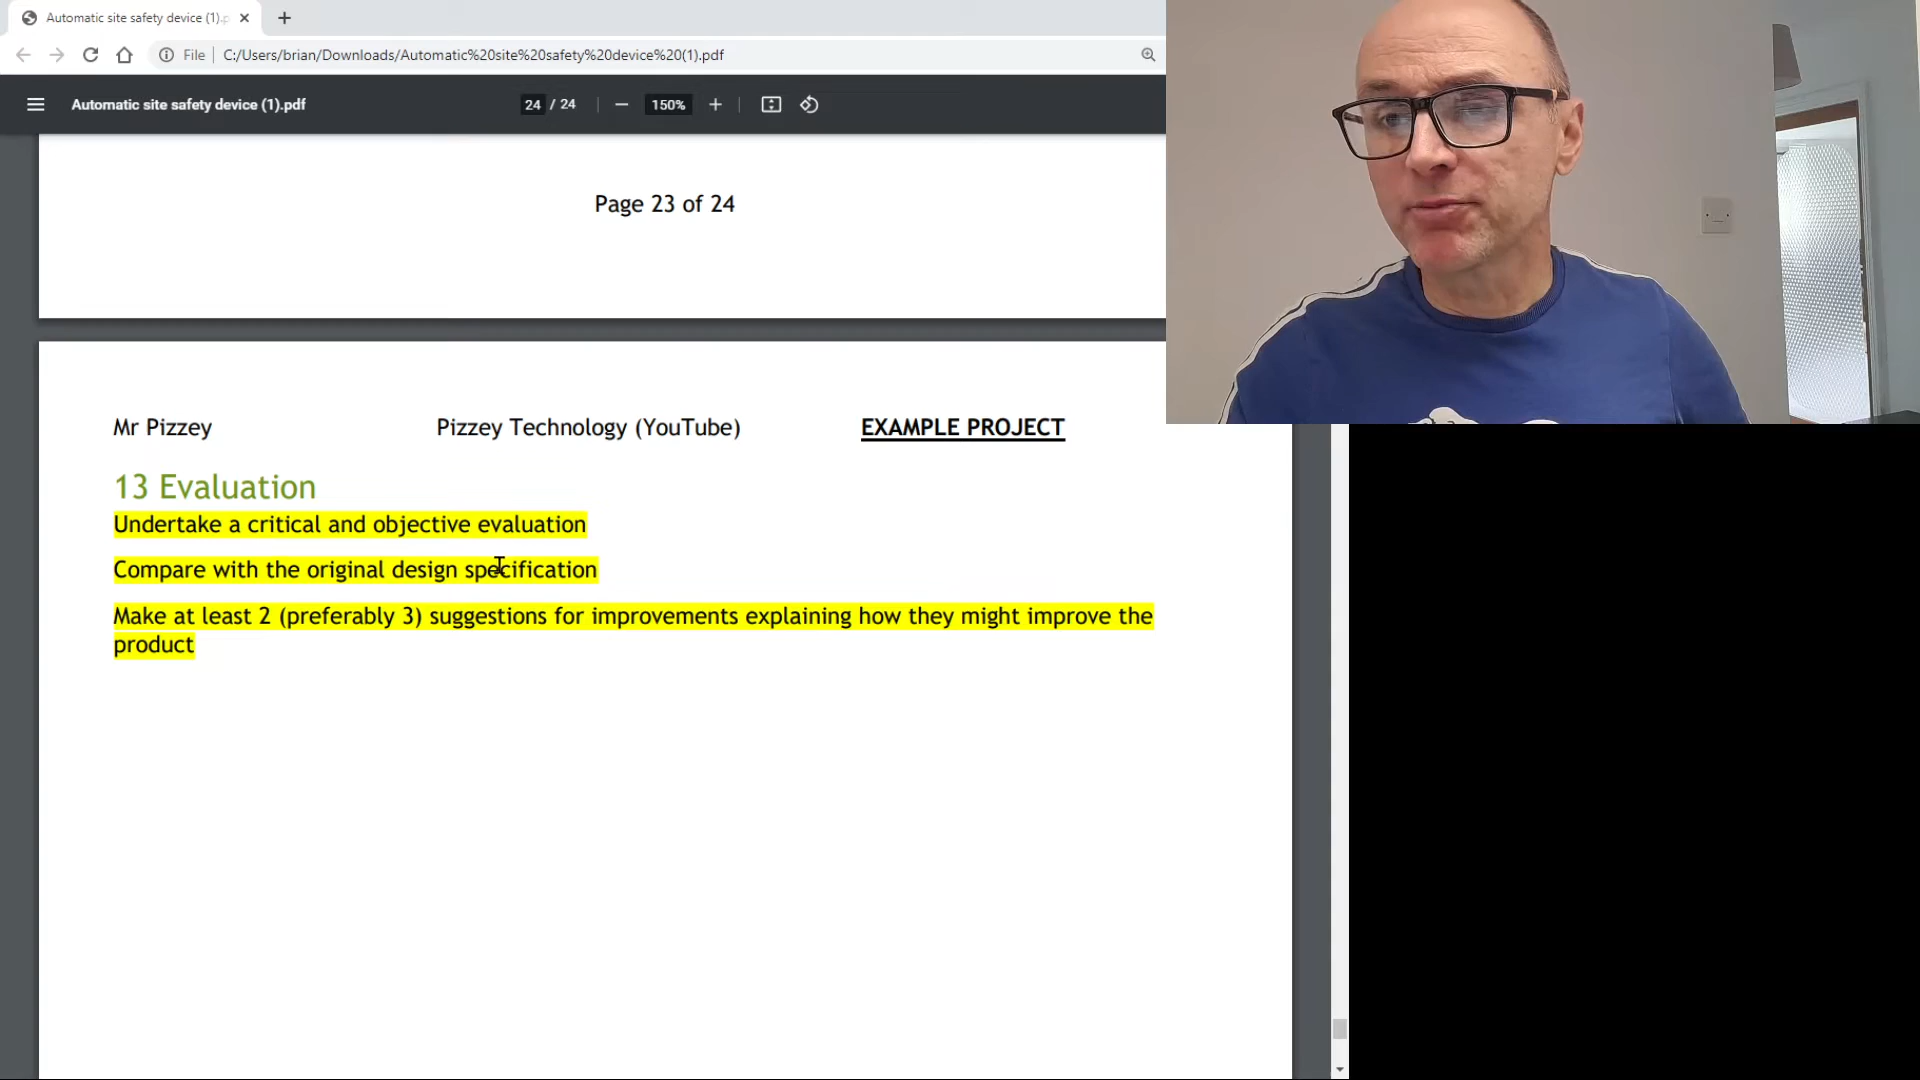 Automatic site safety device (1).p
File
C:/Users/brian/Downloads/Automatic%20site%20safety%20device%20(1).pdf
Automatic site safety device (1).pdf
24 / 24
150%
Page 23 of 24
Mr Pizzey Pizzey Technology (YouTube) EXAMPLE PROJECT
13 Evaluation
Undertake a critical and objective evaluation
Compare with the original design specification
Make at least 2 (preferably 3) suggestions for improvements explaining how they might improve the
product